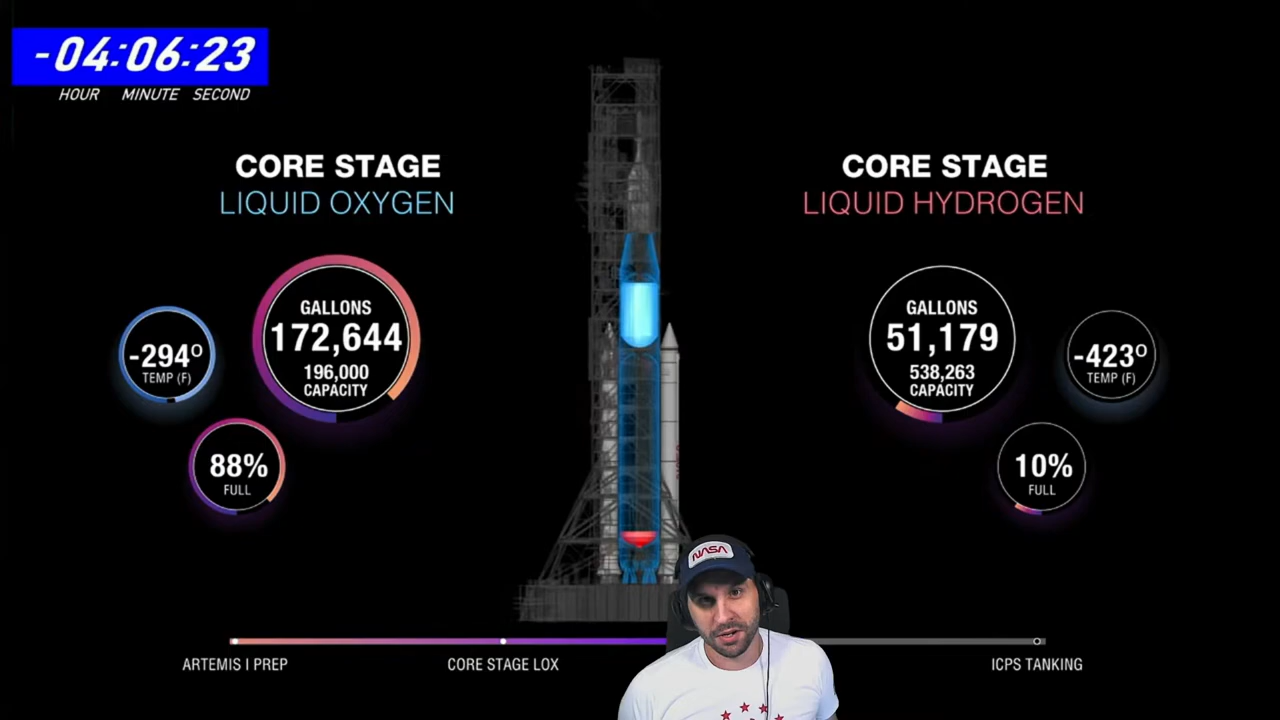 -04:06:23
HOUR MINUTE SECOND
CORE STAGE
LIQUID OXYGEN
GALLONS
172,644
196,000
CAPACITY
-294°
TEMP (F)
88%
FULL
CORE STAGE
LIQUID HYDROGEN
GALLONS
51,179
538,263
CAPACITY
-423°
TEMP (F)
10%
FULL
NASA
ARTEMIS I PREP
CORE STAGE LOX
ICPS TANKING